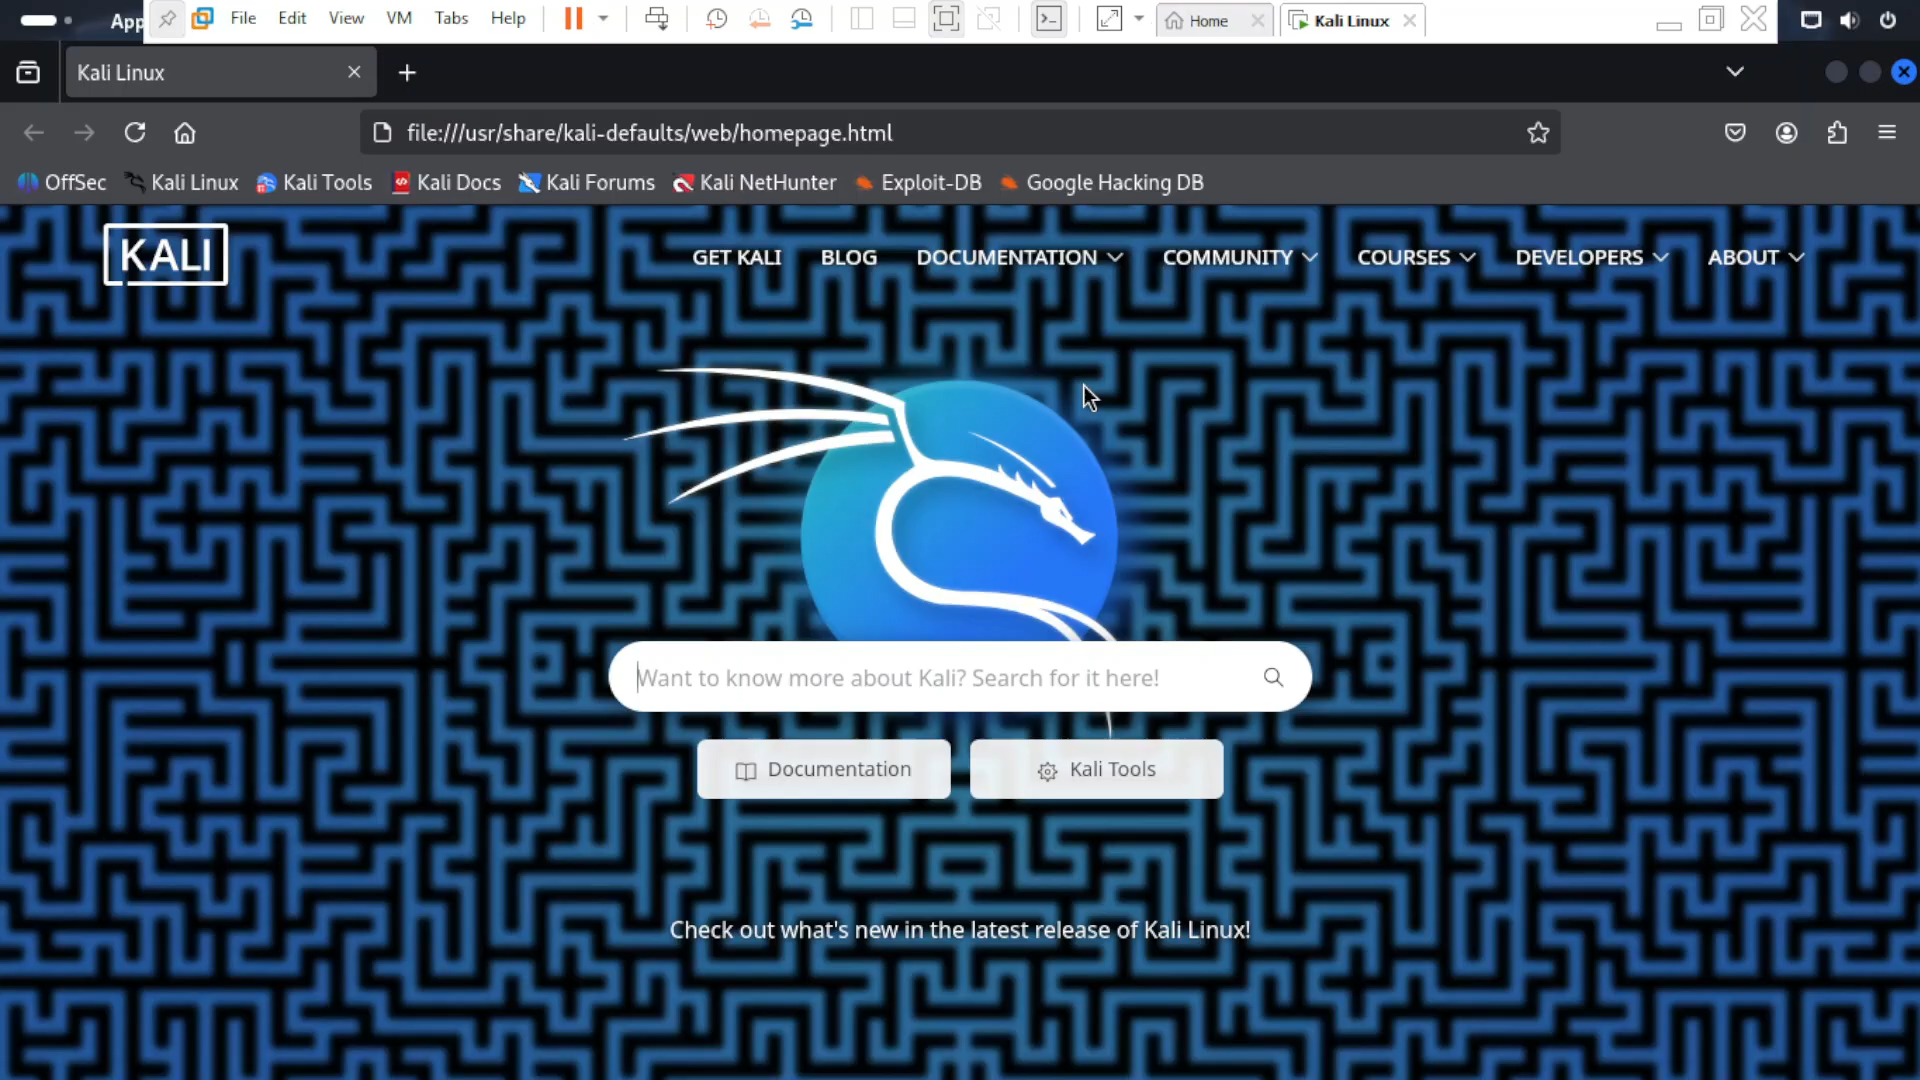 App
File Edit View VM Tabs Help
Home
Kali Linux
Kali Linux
file:///usr/share/kali-defaults/web/homepage.html
OffSec Kali Linux Kali Tools Kali Docs Kali Forums Kali NetHunter Exploit-DB Google Hacking DB
KALI
GET KALI BLOG DOCUMENTATION COMMUNITY COURSES DEVELOPERS ABOUT
Want to know more about Kali? Search for it here!
Documentation
Kali Tools
Check out what's new in the latest release of Kali Linux!